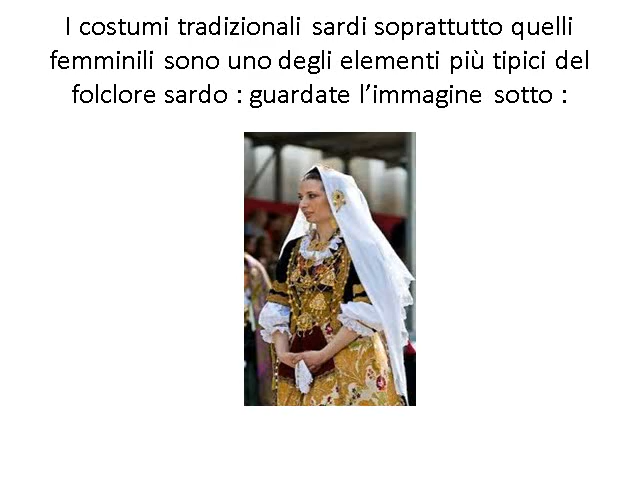 I costumi tradizionali sardi soprattutto quelli
femminili sono uno degli elementi più tipici del
folclore sardo : guardate l’immagine sotto :